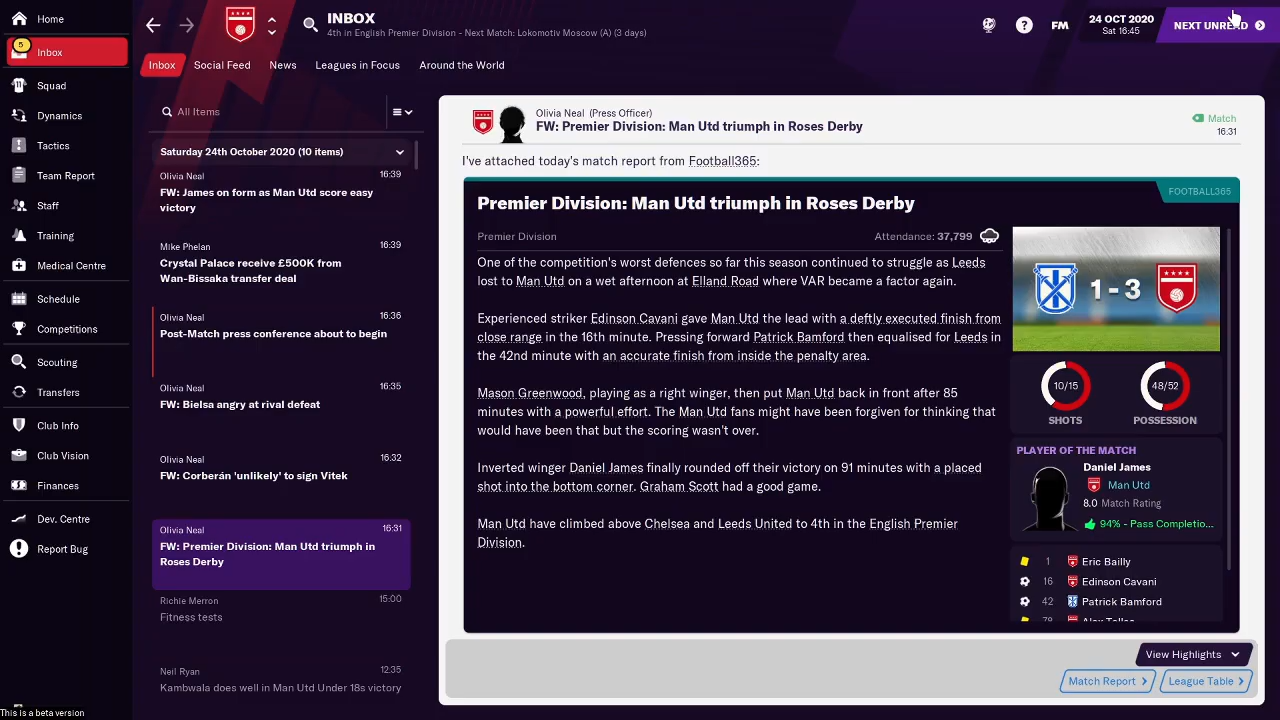 Home
5
Inbox
Squad
Dynamics
Tactics
Team Report
Staff
Training
Medical Centre
Schedule
Competitions
Scouting
Transfers
Club Info
Club Vision
Finances
Dev. Centre
Report Bug
This is a beta version
INBOX
4th in English Premier Division - Next Match: Lokomotiv Moscow (A) (3 days)
FM
24 OCT 2020
Sat 16:45
NEXT UNREAD
Inbox
Social Feed
News
Leagues in Focus
Around the World
All Items
Saturday 24th October 2020 (10 items)
Olivia Neal 16:39
FW: James on form as Man Utd score easy
victory
Mike Phelan 16:39
Crystal Palace receive £500K from
Wan-Bissaka transfer deal
Olivia Neal 16:36
Post-Match press conference about to begin
Olivia Neal 16:35
FW: Bielsa angry at rival defeat
Olivia Neal 16:32
FW: Corberán 'unlikely' to sign Vitek
Olivia Neal 16:31
FW: Premier Division: Man Utd triumph in
Roses Derby
Richie Merron 15:00
Fitness tests
Neil Ryan 12:35
Kambwala does well in Man Utd Under 18s victory
Olivia Neal (Press Officer)
FW: Premier Division: Man Utd triumph in Roses Derby
Match
16.31
I've attached today's match report from Football365:
FOOTBALL365
Premier Division: Man Utd triumph in Roses Derby
Premier Division
Attendance: 37,799
One of the competition's worst defences so far this season continued to struggle as Leeds
lost to Man Utd on a wet afternoon at Elland Road where VAR became a factor again.
Experienced striker Edinson Cavani gave Man Utd the lead with a deftly executed finish from
close range in the 16th minute. Pressing forward Patrick Bamford then equalised for Leeds in
the 42nd minute with an accurate finish from inside the penalty area.
Mason Greenwood, playing as a right winger, then put Man Utd back in front after 85
minutes with a powerful effort. The Man Utd fans might have been forgiven for thinking that
would have been that but the scoring wasn't over.
Inverted winger Daniel James finally rounded off their victory on 91 minutes with a placed
shot into the bottom corner. Graham Scott had a good game.
Man Utd have climbed above Chelsea and Leeds United to 4th in the English Premier
Division.
1 - 3
10/15
SHOTS
48/52
POSSESSION
PLAYER OF THE MATCH
Daniel James
Man Utd
8.0 Match Rating
94% - Pass Completio...
1 Eric Bailly
16 Edinson Cavani
42 Patrick Bamford
78 Alex Telles
View Highlights
Match Report
League Table